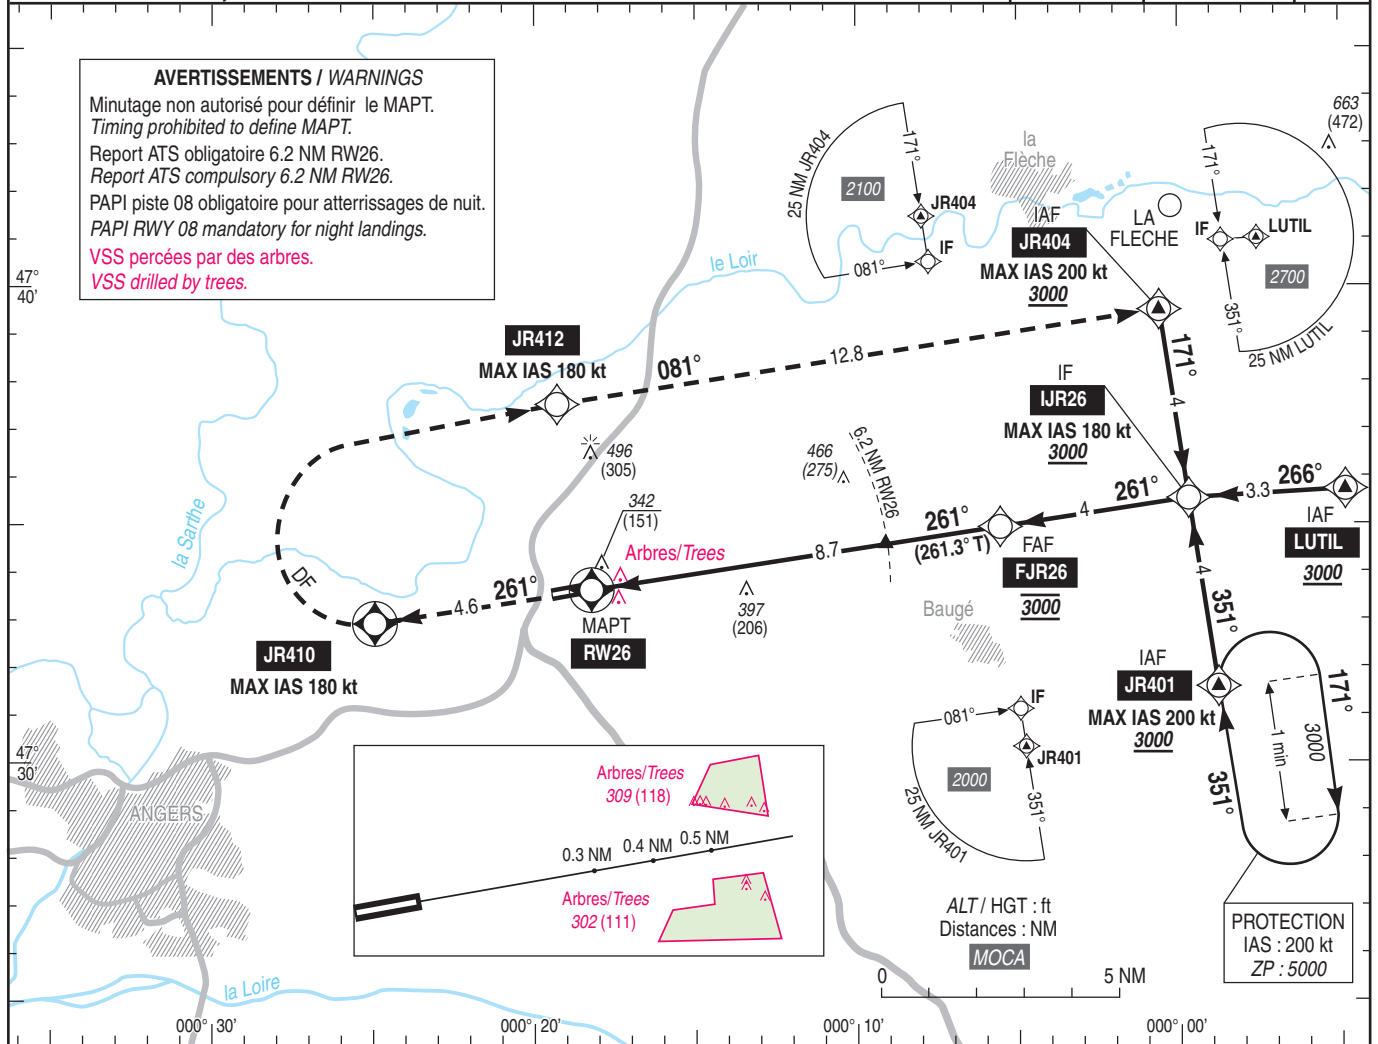 AVERTISSEMENTS / WARNINGS
Minutage non autorisé pour définir le MAPT.
Timing prohibited to define MAPT.
Report ATS obligatoire 6.2 NM RW26.
Report ATS compulsory 6.2 NM RW26.
PAPI piste 08 obligatoire pour atterrissages de nuit.
PAPI RWY 08 mandatory for night landings.
VSS percées par des arbres.
VSS drilled by trees.
47°
40'
25 NM JR404
171°
2100
JR404
IF
081°
le Loir
la
Flèche
LA
FLECHE
IAF
JR404
MAX IAS 200 kt
3000
663
(472)
171°
IF
LUTIL
2700
351°
25 NM LUTIL
JR412
MAX IAS 180 kt
081°
12.8
171°
4
IF
IJR26
MAX IAS 180 kt
3000
496
(305)
466
(275)
6.2 NM RW26
342
(151)
Arbres/Trees
261°
(261.3° T)
8.7
261°
4
266°
3.3
IAF
LUTIL
3000
FAF
FJR26
3000
la Sarthe
DF
4.6
261°
MAPT
RW26
397
(206)
Baugé
JR410
MAX IAS 180 kt
4
351°
IAF
JR401
MAX IAS 200 kt
3000
171°
3000
1 min
351°
081°
IF
JR401
2000
351°
25 NM JR401
47°
30'
ANGERS
Arbres/Trees
309 (118)
0.3 NM
0.4 NM
0.5 NM
Arbres/Trees
302 (111)
ALT / HGT : ft
Distances : NM
MOCA
0
5 NM
PROTECTION
IAS : 200 kt
ZP : 5000
la Loire
000° 30'
000° 20'
000° 10'
000° 00'